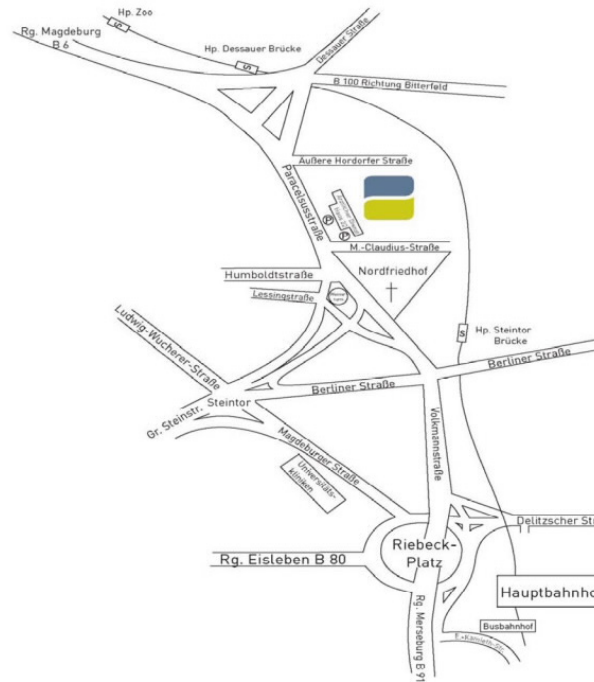 Hp. Zoo
Rg. Magdeburg
B 6
Hp. Dessauer Brücke
Dessauer Straße
B 100 Richtung Bitterfeld
Äußere Hordorfer Straße
Paracelsusstraße
P
P
M.-Claudius-Straße
Nordfriedhof
Humboldtstraße
Lessingstraße
S
S
S
Hp. Steintor
Brücke
Ludwig-Wucherer-Straße
Berliner Straße
Berliner Straße
Steintor
Gr. Steinstr.
Volkmannstraße
Magdeburger Straße
Universitäts-
kliniken
Delitzscher Str
Riebeck-
Platz
Rg. Eisleben B 80
Hauptbahnho
Rg. Merseburg B 91
Busbahnhof